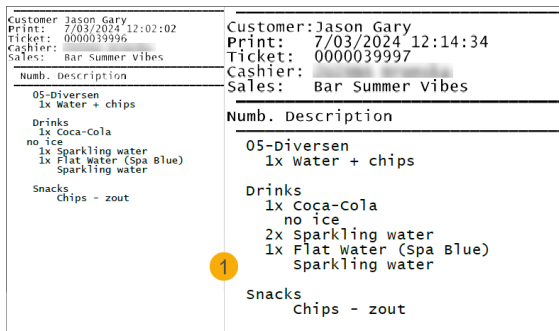 Customer Jason Gary
Print: 7/03/2024 12:02:02
Ticket: 0000039996
Cashier:
Sales: Bar Summer Vibes
Numb. Description
05-Diversen
1x Water + chips
Drinks
1x Coca-Cola
no ice
1x Sparkling water
1x Flat Water (Spa Blue)
Sparkling water
Snacks
Chips - zout
Customer:Jason Gary
Print: 7/03/2024 12:14:34
Ticket: 0000039997
Cashier:
Sales: Bar Summer Vibes
Numb. Description
05-Diversen
1x Water + chips
Drinks
1x Coca-Cola
no ice
2x Sparkling water
1x Flat Water (Spa Blue)
1 Sparkling water
Snacks
Chips - zout